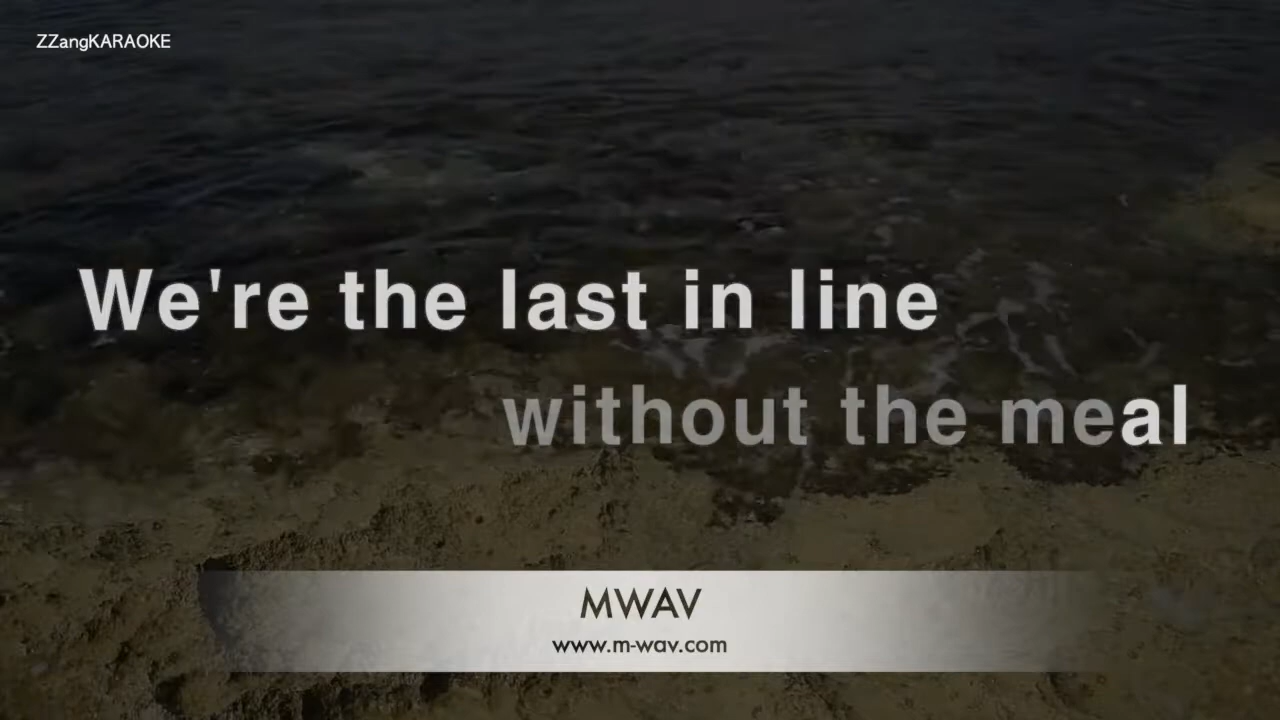 ZZangKARAOKE
We're the last in line
without the meal
MWAV
www.m-wav.com